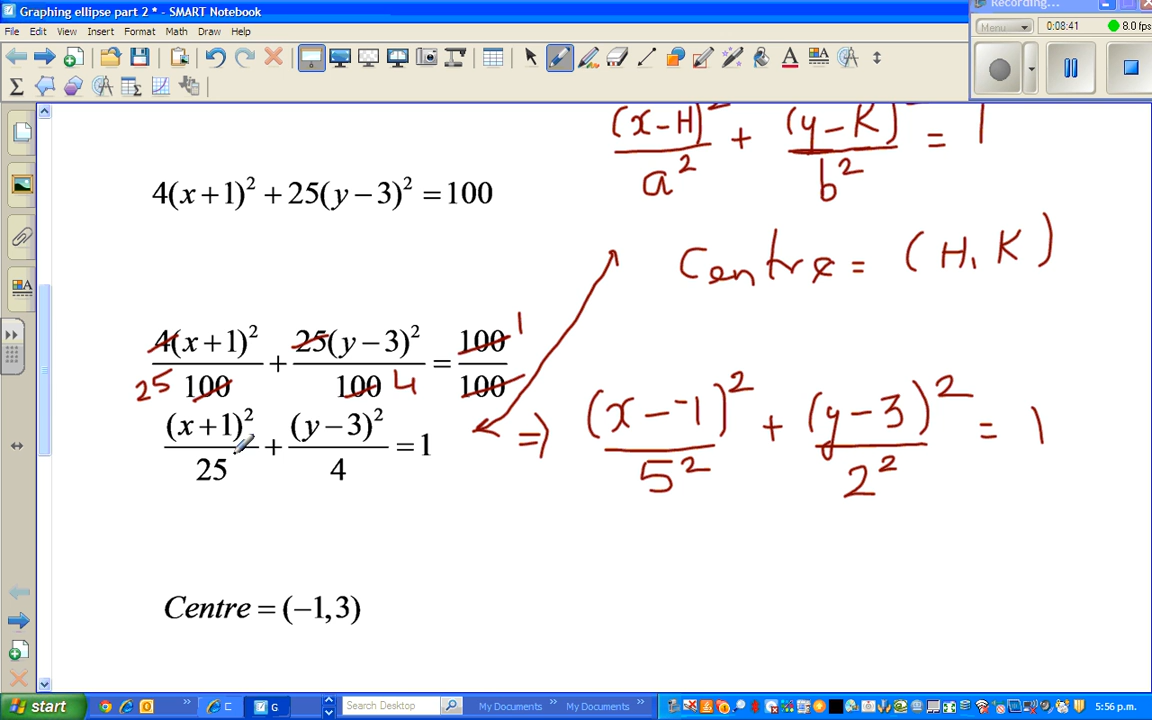 Graphing ellipse part 2 * - SMART Notebook
Recording...
File Edit View Insert Format Math Draw Help
Menu 0:08:41 8.0 fps
(x-H)² / a² + (y-K)² / b² = 1
4(x+1)² + 25(y-3)² = 100
Centre = (H, K)
4(x+1)² / 100 + 25(y-3)² / 100 = 100 / 100 1
25 4
(x+1)² / 25 + (y-3)² / 4 = 1 ⇒ (x--1)² / 5² + (y-3)² / 2² = 1
Centre = (-1,3)
start C G Search Desktop My Documents » My Documents » 5:56 p.m.